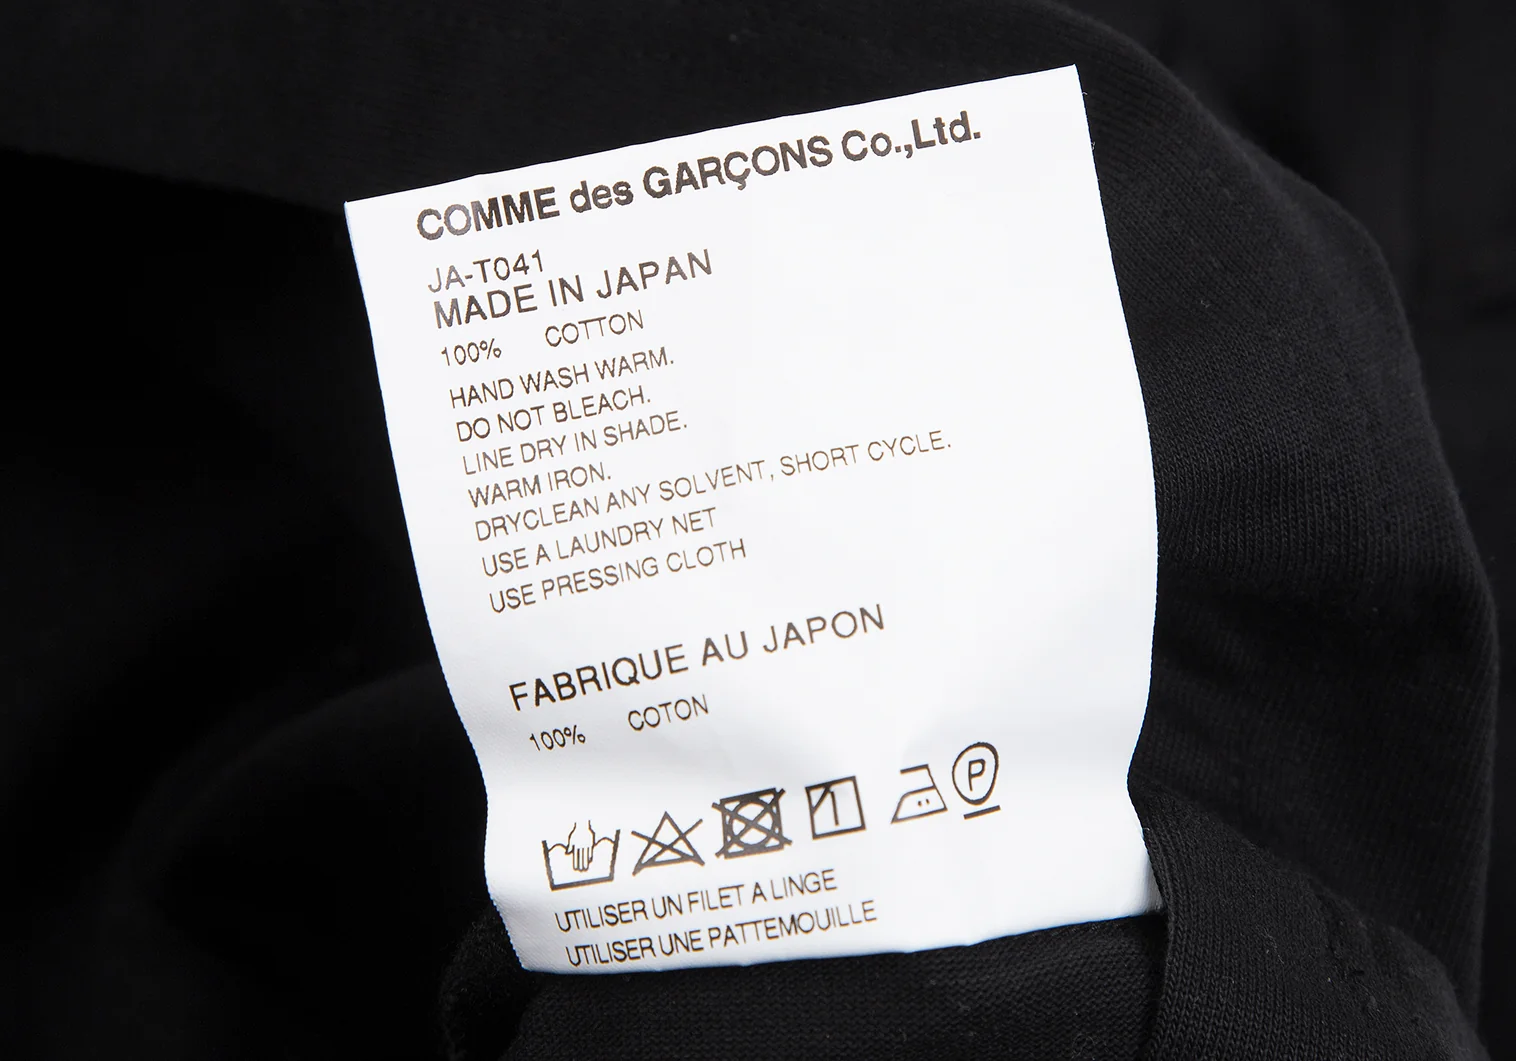 COMME des GARÇONS Co.,Ltd.
JA-T041
MADE IN JAPAN
100% COTTON
HAND WASH WARM.
DO NOT BLEACH.
LINE DRY IN SHADE.
WARM IRON.
DRYCLEAN ANY SOLVENT, SHORT CYCLE.
USE A LAUNDRY NET
USE PRESSING CLOTH
FABRIQUE AU JAPON
100% COTON
P
UTILISER UN FILET A LINGE
UTILISER UNE PATTEMOUILLE